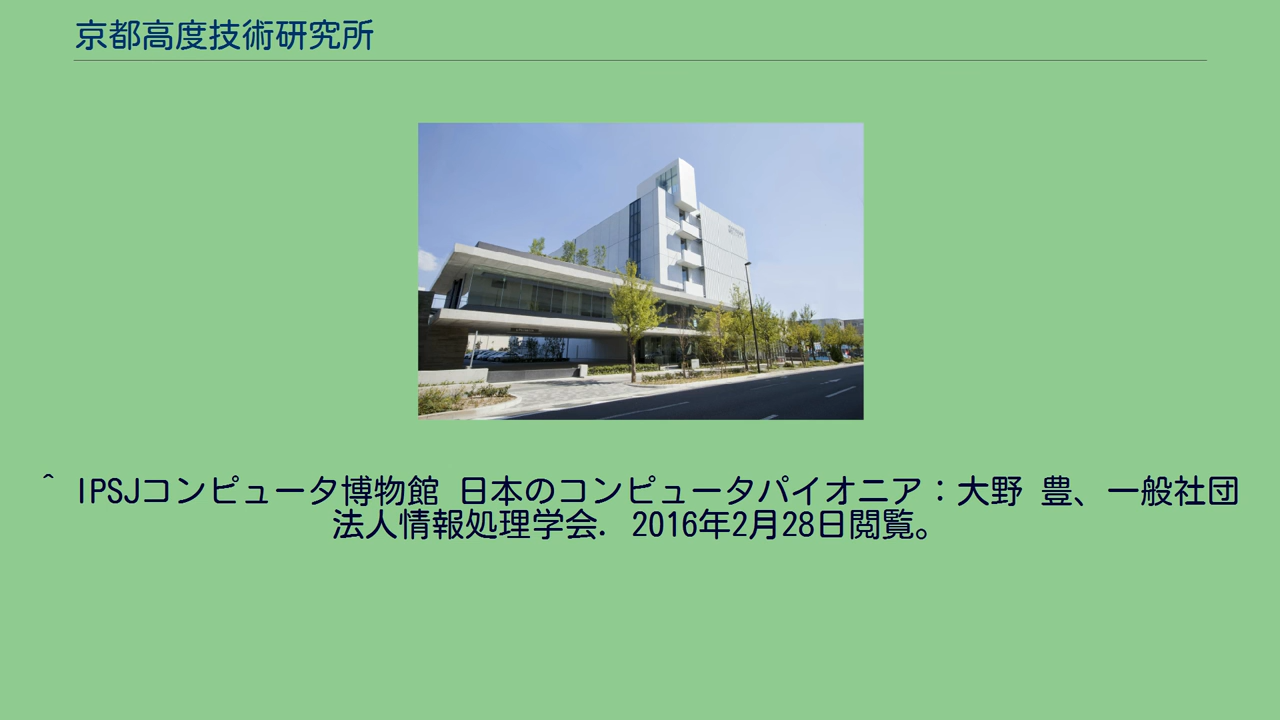 京都高度技術研究所
^ IPSJコンピュータ博物館 日本のコンピュータパイオニア：大野 豊、一般社団
法人情報処理学会. 2016年2月28日閲覧。